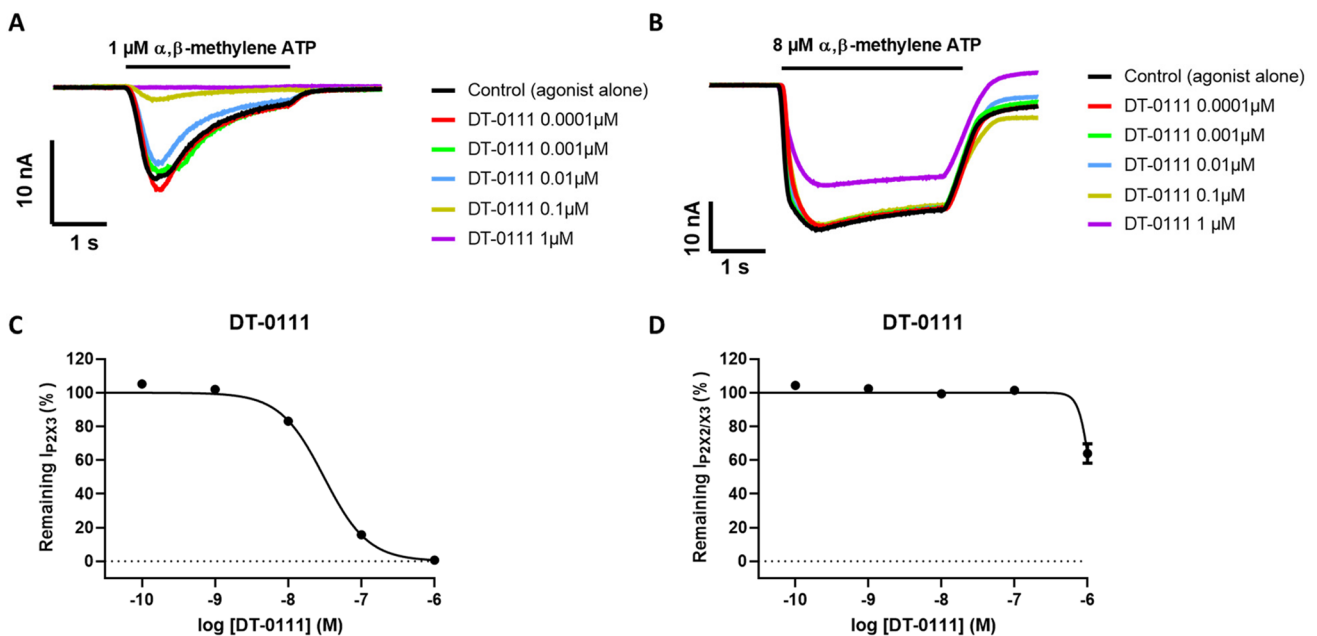 A
1 µM α,β-methylene ATP
10 nA
1 s
Control (agonist alone)
DT-0111 0.0001µM
DT-0111 0.001µM
DT-0111 0.01µM
DT-0111 0.1µM
DT-0111 1µM
B
8 µM α,β-methylene ATP
10 nA
1 s
Control (agonist alone)
DT-0111 0.0001µM
DT-0111 0.001µM
DT-0111 0.01µM
DT-0111 0.1µM
DT-0111 1 µM
C
DT-0111
Remaining IP2X3 (% )
120
100
80
60
40
20
0
-10 -9 -8 -7 -6
log [DT-0111] (M)
D
DT-0111
Remaining IP2X2/X3 (% )
120
100
80
60
40
20
0
-10 -9 -8 -7 -6
log [DT-0111] (M)